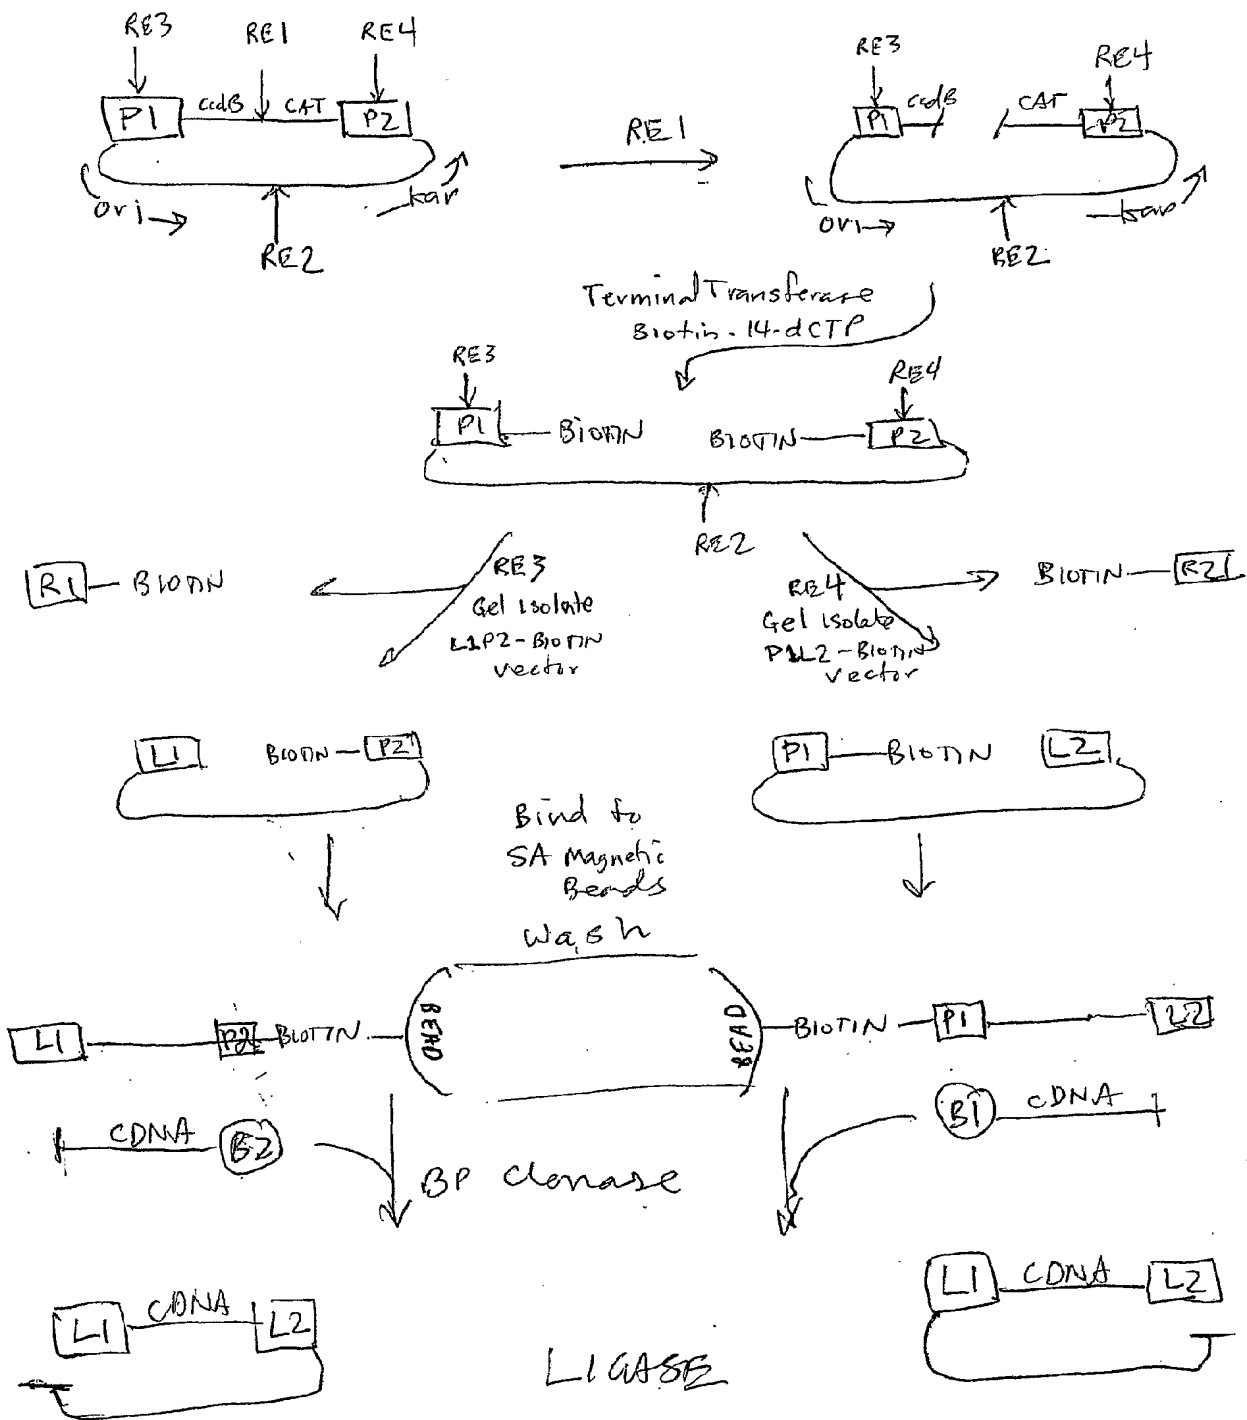 RE3 RE1 RE4
P1 ccdB CAT P2
ori kan
RE2
RE1
RE3 RE4
P1 ccdB CAT P2
ori kan
RE2
Terminal Transferase
Biotin-14-dCTP
RE3 RE4
P1 BIOTIN BIOTIN P2
RE2
R1 BIOTIN
RE3
Gel isolate
L1P2-BIOTIN
vector
RE4
Gel isolate
P1L2-BIOTIN
vector
BIOTIN R2
L1 BIOTIN P2
P1 BIOTIN L2
Bind to
SA Magnetic
Beads
Wash
L1 P2 BIOTIN BEAD
BEAD BIOTIN P1 L2
cDNA B2
B1 cDNA
BP clonase
L1 cDNA L2
L1 cDNA L2
LIGASE